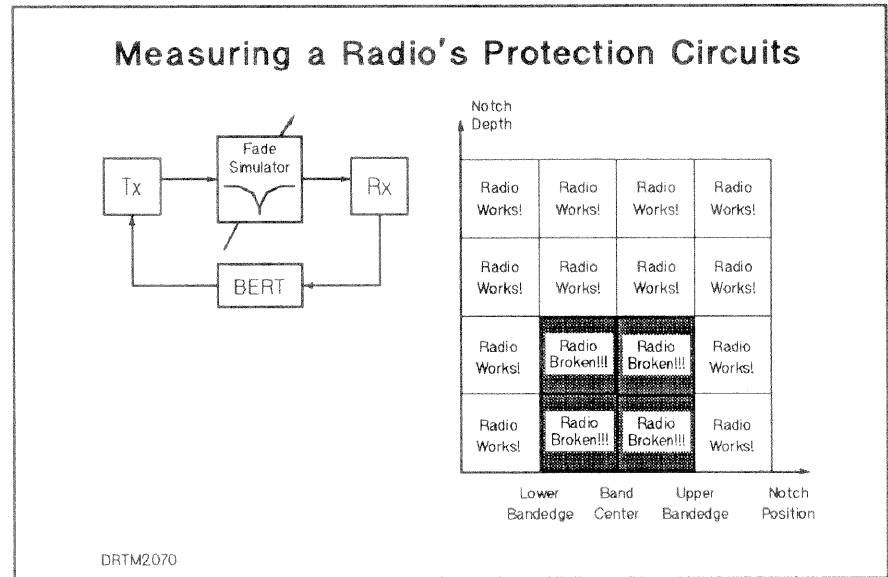 Measuring a Radio's Protection Circuits
Tx
Fade
Simulator
Rx
BERT
Notch
Depth
Radio Radio Radio Radio
Works! Works! Works! Works!
Radio Radio Radio Radio
Works! Works! Works! Works!
Radio Radio Radio Radio
Works! Broken!!! Broken!!! Works!
Radio Radio Radio Radio
Works! Broken!!! Broken!!! Works!
Lower Band Upper Notch
Bandedge Center Bandedge Position
DRTM2070